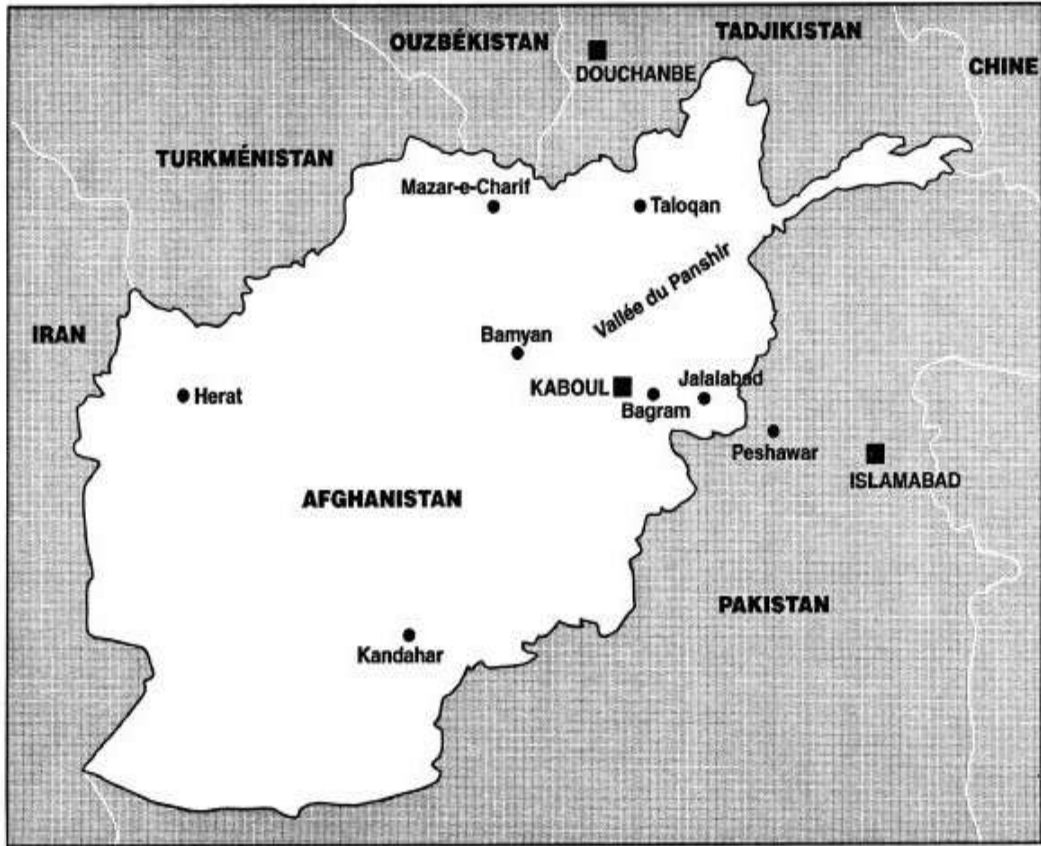 OUZBÉKISTAN
TADJIKISTAN
DOUCHANBE
CHINE
TURKMÉNISTAN
Mazar-e-Charif
Taloqan
Vallée du Panshir
IRAN
Bamyan
Herat
KABOUL
Jalalabad
Bagram
Peshawar
ISLAMABAD
AFGHANISTAN
PAKISTAN
Kandahar